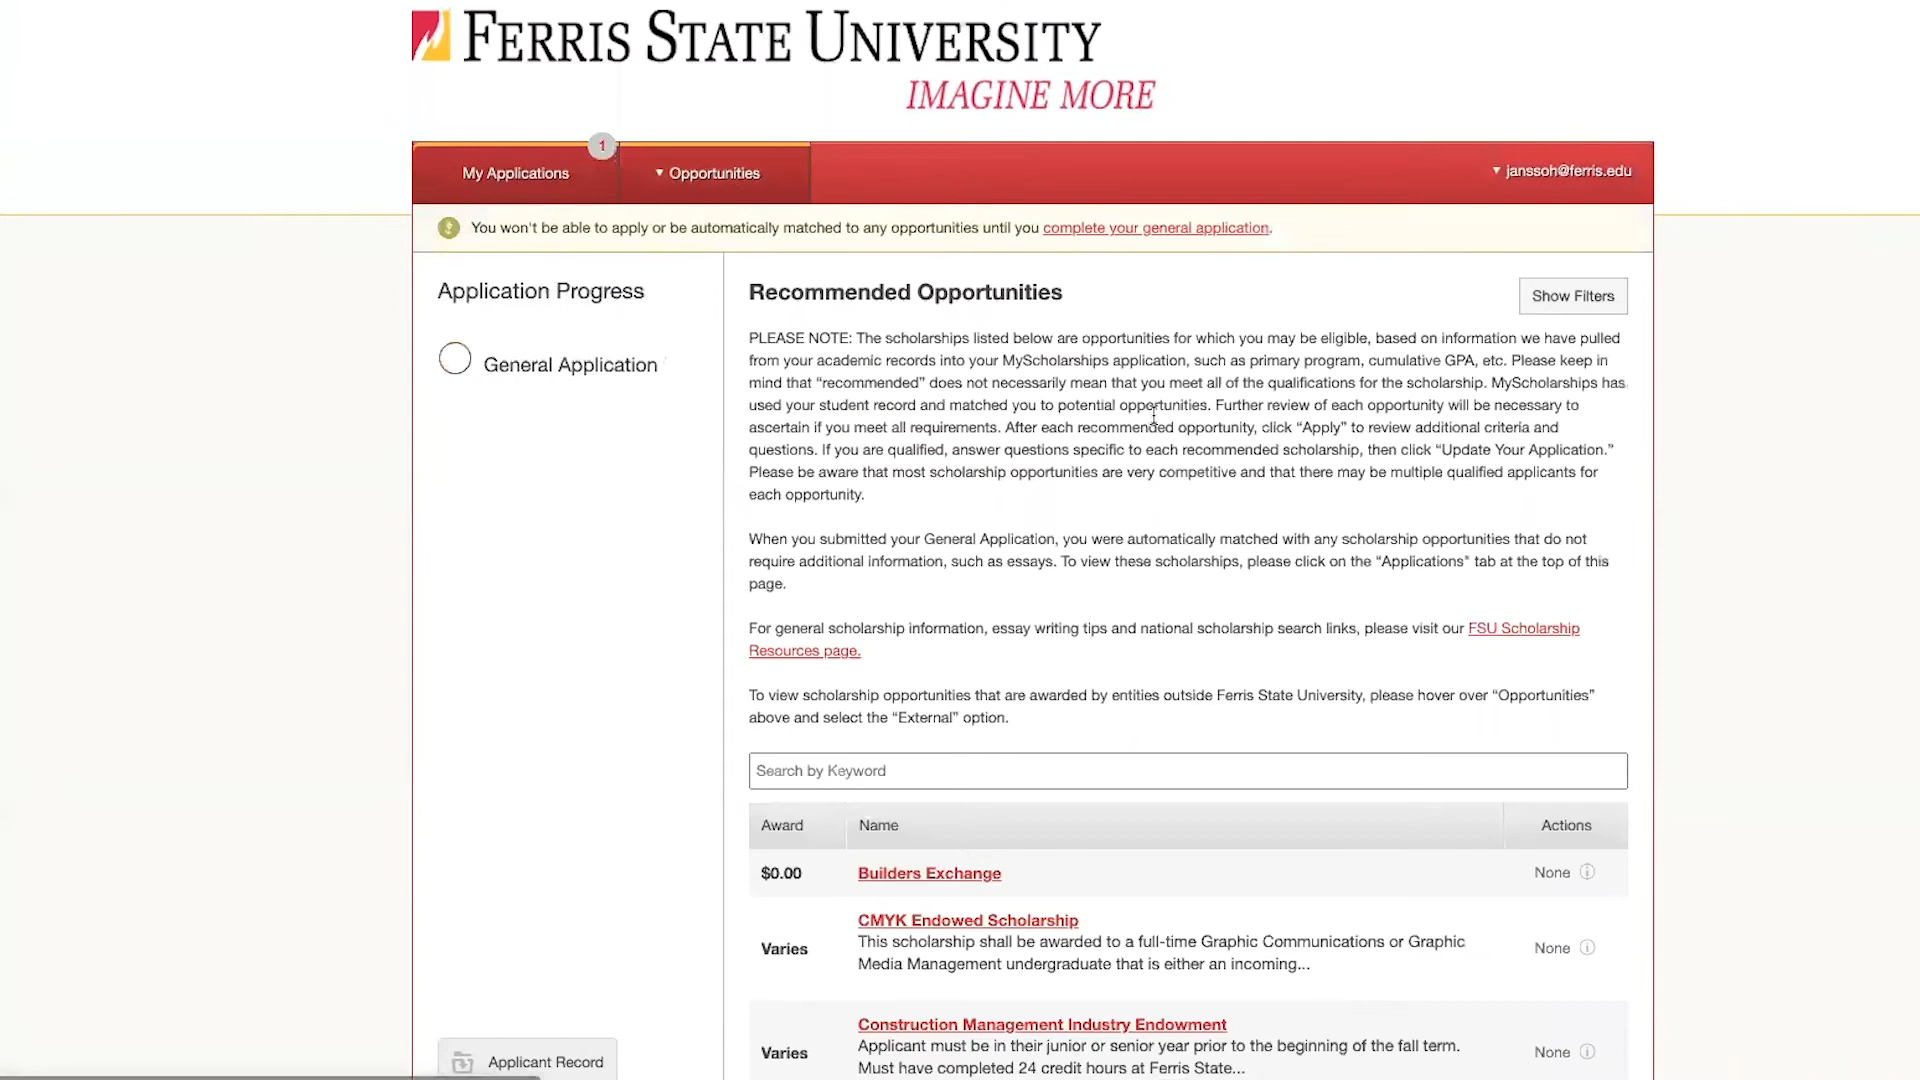 FERRIS STATE UNIVERSITY
IMAGINE MORE
My Applications
1
Opportunities
janssoh@ferris.edu
You won't be able to apply or be automatically matched to any opportunities until you complete your general application.
Application Progress
General Application
Recommended Opportunities
Show Filters
PLEASE NOTE: The scholarships listed below are opportunities for which you may be eligible, based on information we have pulled
from your academic records into your MyScholarships application, such as primary program, cumulative GPA, etc. Please keep in
mind that “recommended” does not necessarily mean that you meet all of the qualifications for the scholarship. MyScholarships has
used your student record and matched you to potential opportunities. Further review of each opportunity will be necessary to
ascertain if you meet all requirements. After each recommended opportunity, click “Apply” to review additional criteria and
questions. If you are qualified, answer questions specific to each recommended scholarship, then click “Update Your Application.”
Please be aware that most scholarship opportunities are very competitive and that there may be multiple qualified applicants for
each opportunity.
When you submitted your General Application, you were automatically matched with any scholarship opportunities that do not
require additional information, such as essays. To view these scholarships, please click on the “Applications” tab at the top of this
page.
For general scholarship information, essay writing tips and national scholarship search links, please visit our FSU Scholarship
Resources page.
To view scholarship opportunities that are awarded by entities outside Ferris State University, please hover over “Opportunities”
above and select the “External” option.
Search by Keyword
Award Name Actions
$0.00 Builders Exchange None
CMYK Endowed Scholarship
This scholarship shall be awarded to a full-time Graphic Communications or Graphic
Varies None
Media Management undergraduate that is either an incoming...
Construction Management Industry Endowment
Applicant must be in their junior or senior year prior to the beginning of the fall term.
Varies None
Must have completed 24 credit hours at Ferris State...
Applicant Record